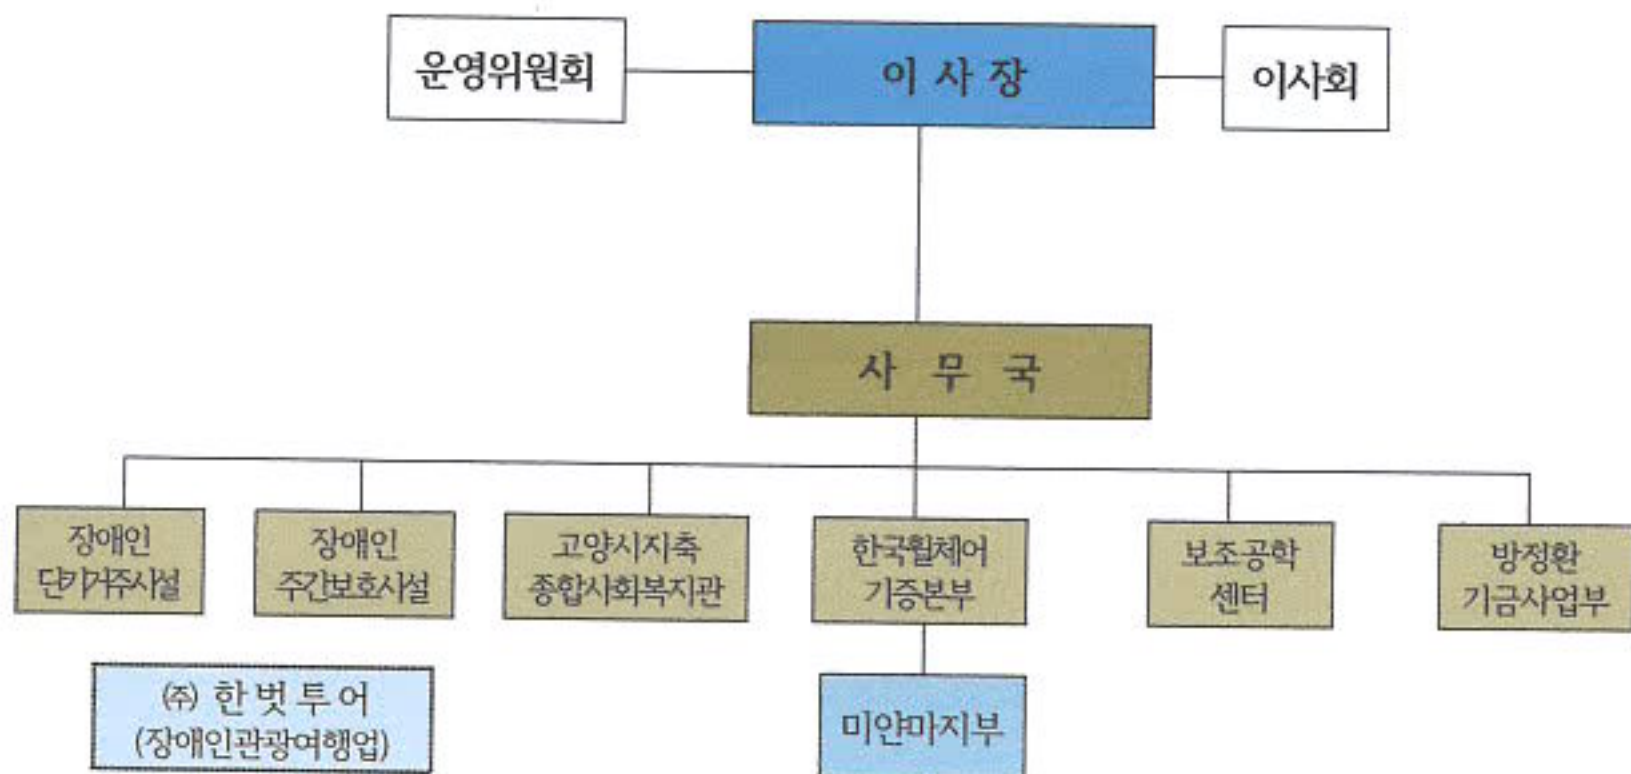 운영위원회
이 사 장
이사회
사 무 국
장애인
단기거주시설
장애인
주간보호시설
고양시지축
종합사회복지관
한국휠체어
기증본부
보조공학
센터
방정환
기금사업부
㈜ 한 벗 투 어
(장애인관광여행업)
미얀마지부